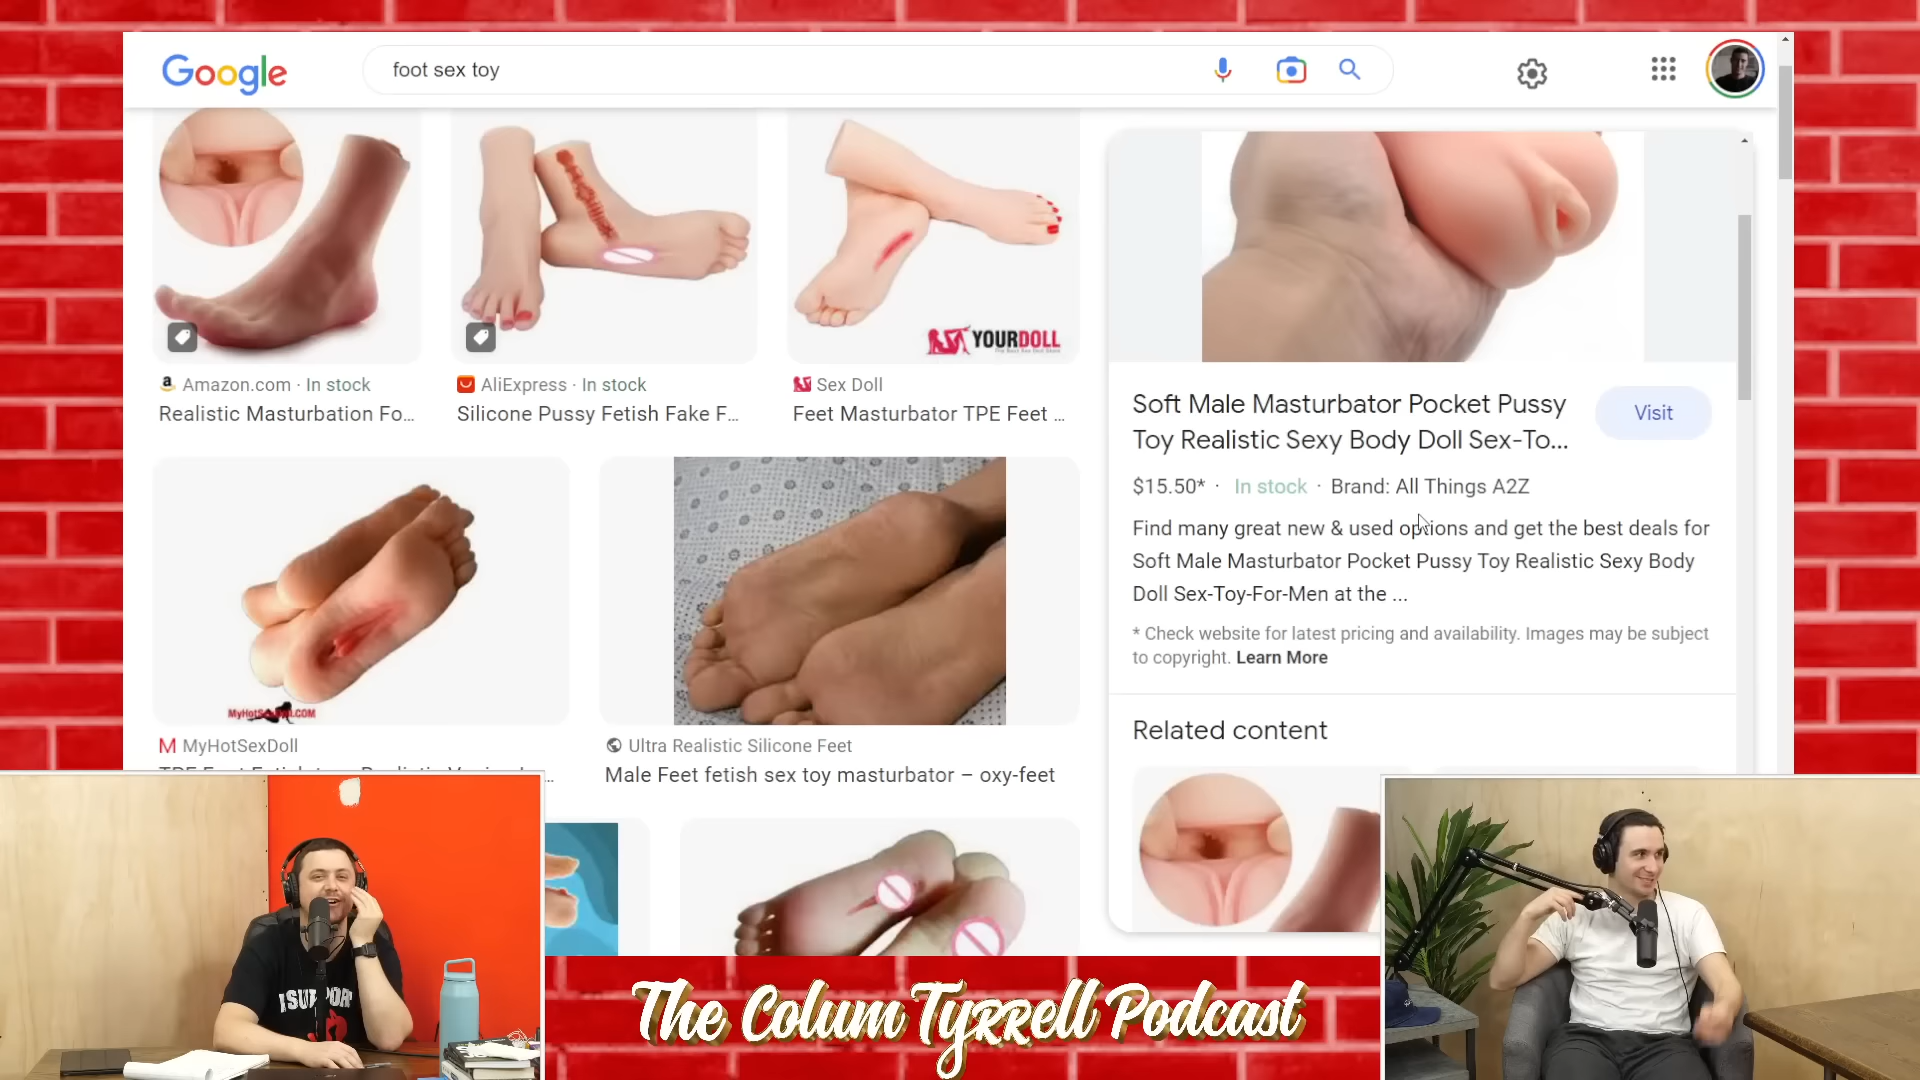 Google
foot sex toy
YOURDOLL
Amazon.com · In stock
Realistic Masturbation Fo...
AliExpress · In stock
Silicone Pussy Fetish Fake F...
Sex Doll
Feet Masturbator TPE Feet ...
MyHotSexDoll
Ultra Realistic Silicone Feet
Male Feet fetish sex toy masturbator – oxy-feet
Soft Male Masturbator Pocket Pussy
Toy Realistic Sexy Body Doll Sex-To...
Visit
$15.50* · In stock · Brand: All Things A2Z
Find many great new & used options and get the best deals for
Soft Male Masturbator Pocket Pussy Toy Realistic Sexy Body
Doll Sex-Toy-For-Men at the ...
* Check website for latest pricing and availability. Images may be subject
to copyright. Learn More
Related content
The Colum Tyrrell Podcast